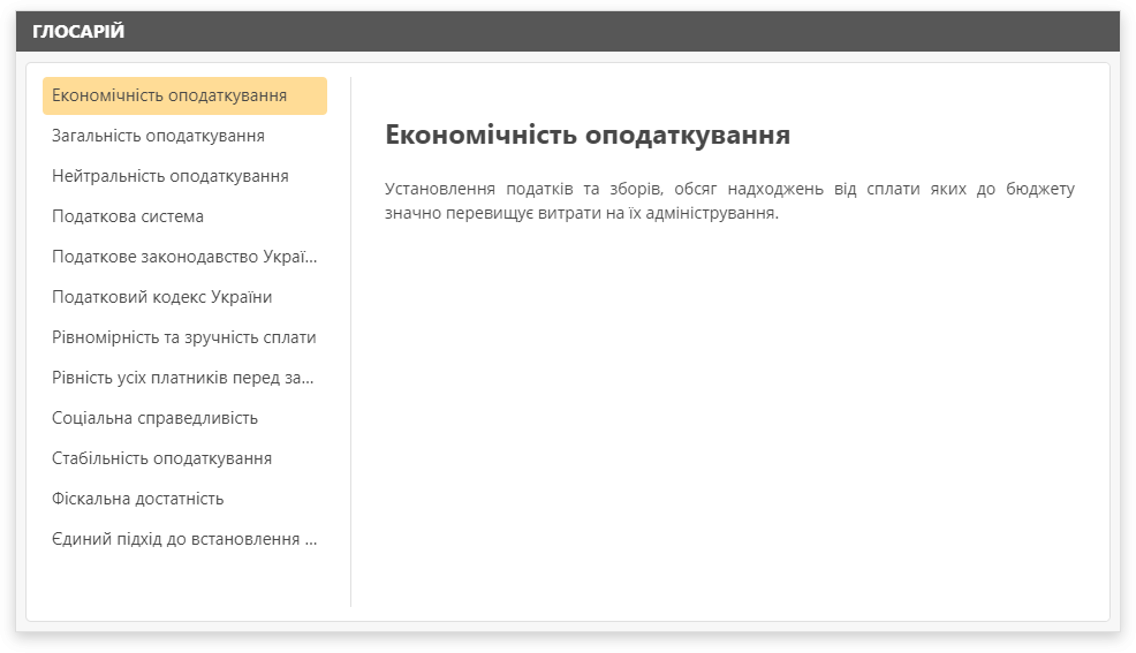 ГЛОСАРІЙ
Економічність оподаткування
Загальність оподаткування
Нейтральність оподаткування
Податкова система
Податкове законодавство Украї...
Податковий кодекс України
Рівномірність та зручність сплати
Рівність усіх платників перед за...
Соціальна справедливість
Стабільність оподаткування
Фіскальна достатність
Єдиний підхід до встановлення ...
Економічність оподаткування
Установлення податків та зборів, обсяг надходжень від сплати яких до бюджету
значно перевищує витрати на їх адміністрування.